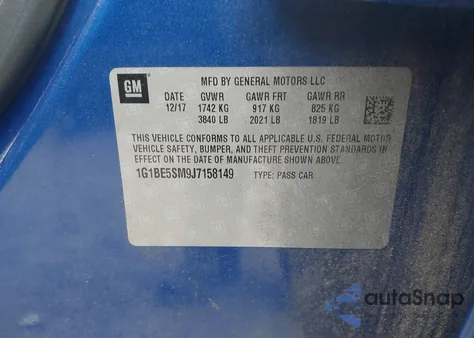 GM
MFD BY GENERAL MOTORS LLC
DATE GVWR GAWR FRT GAWR RR
12/17 1742 KG 917 KG 825 KG
3840 LB 2021 LB 1819 LB
THIS VEHICLE CONFORMS TO ALL APPLICABLE U.S. FEDERAL MOTOR
VEHICLE SAFETY, BUMPER, AND THEFT PREVENTION STANDARDS IN
EFFECT ON THE DATE OF MANUFACTURE SHOWN ABOVE.
1G1BE5SM9J7158149 TYPE: PASS CAR
autaSnap